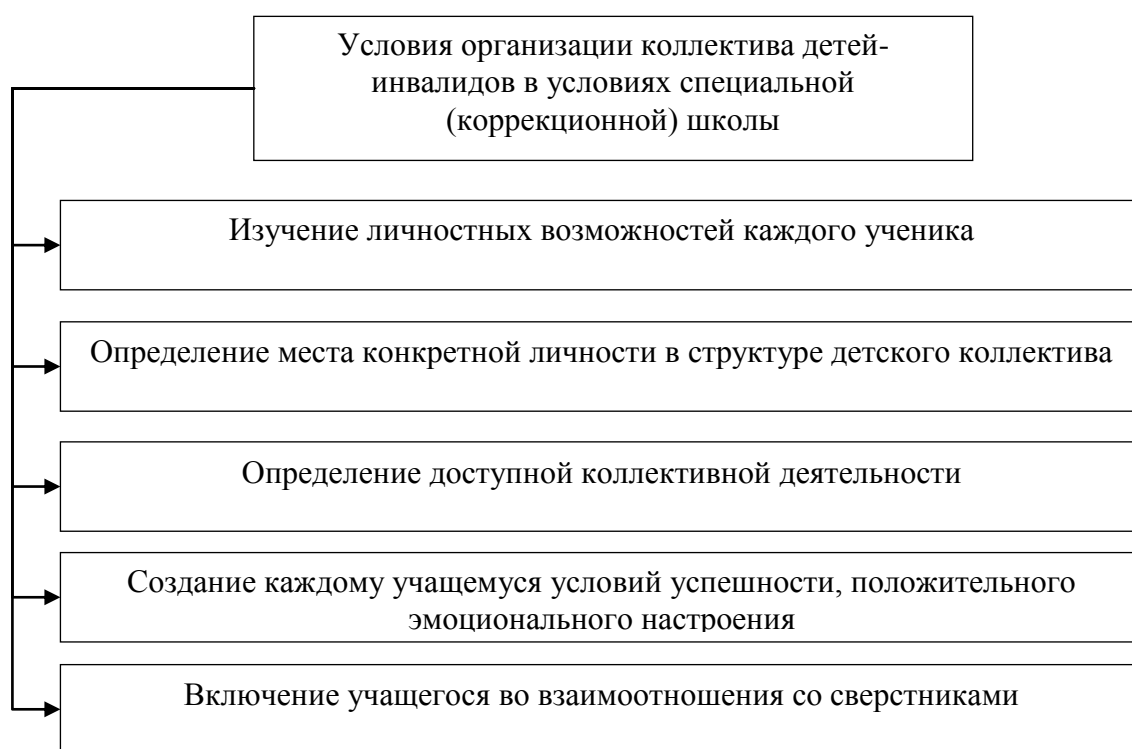 Условия организации коллектива детей-
инвалидов в условиях специальной
(коррекционной) школы
Изучение личностных возможностей каждого ученика
Определение места конкретной личности в структуре детского коллектива
Определение доступной коллективной деятельности
Создание каждому учащемуся условий успешности, положительного
эмоционального настроения
Включение учащегося во взаимоотношения со сверстниками